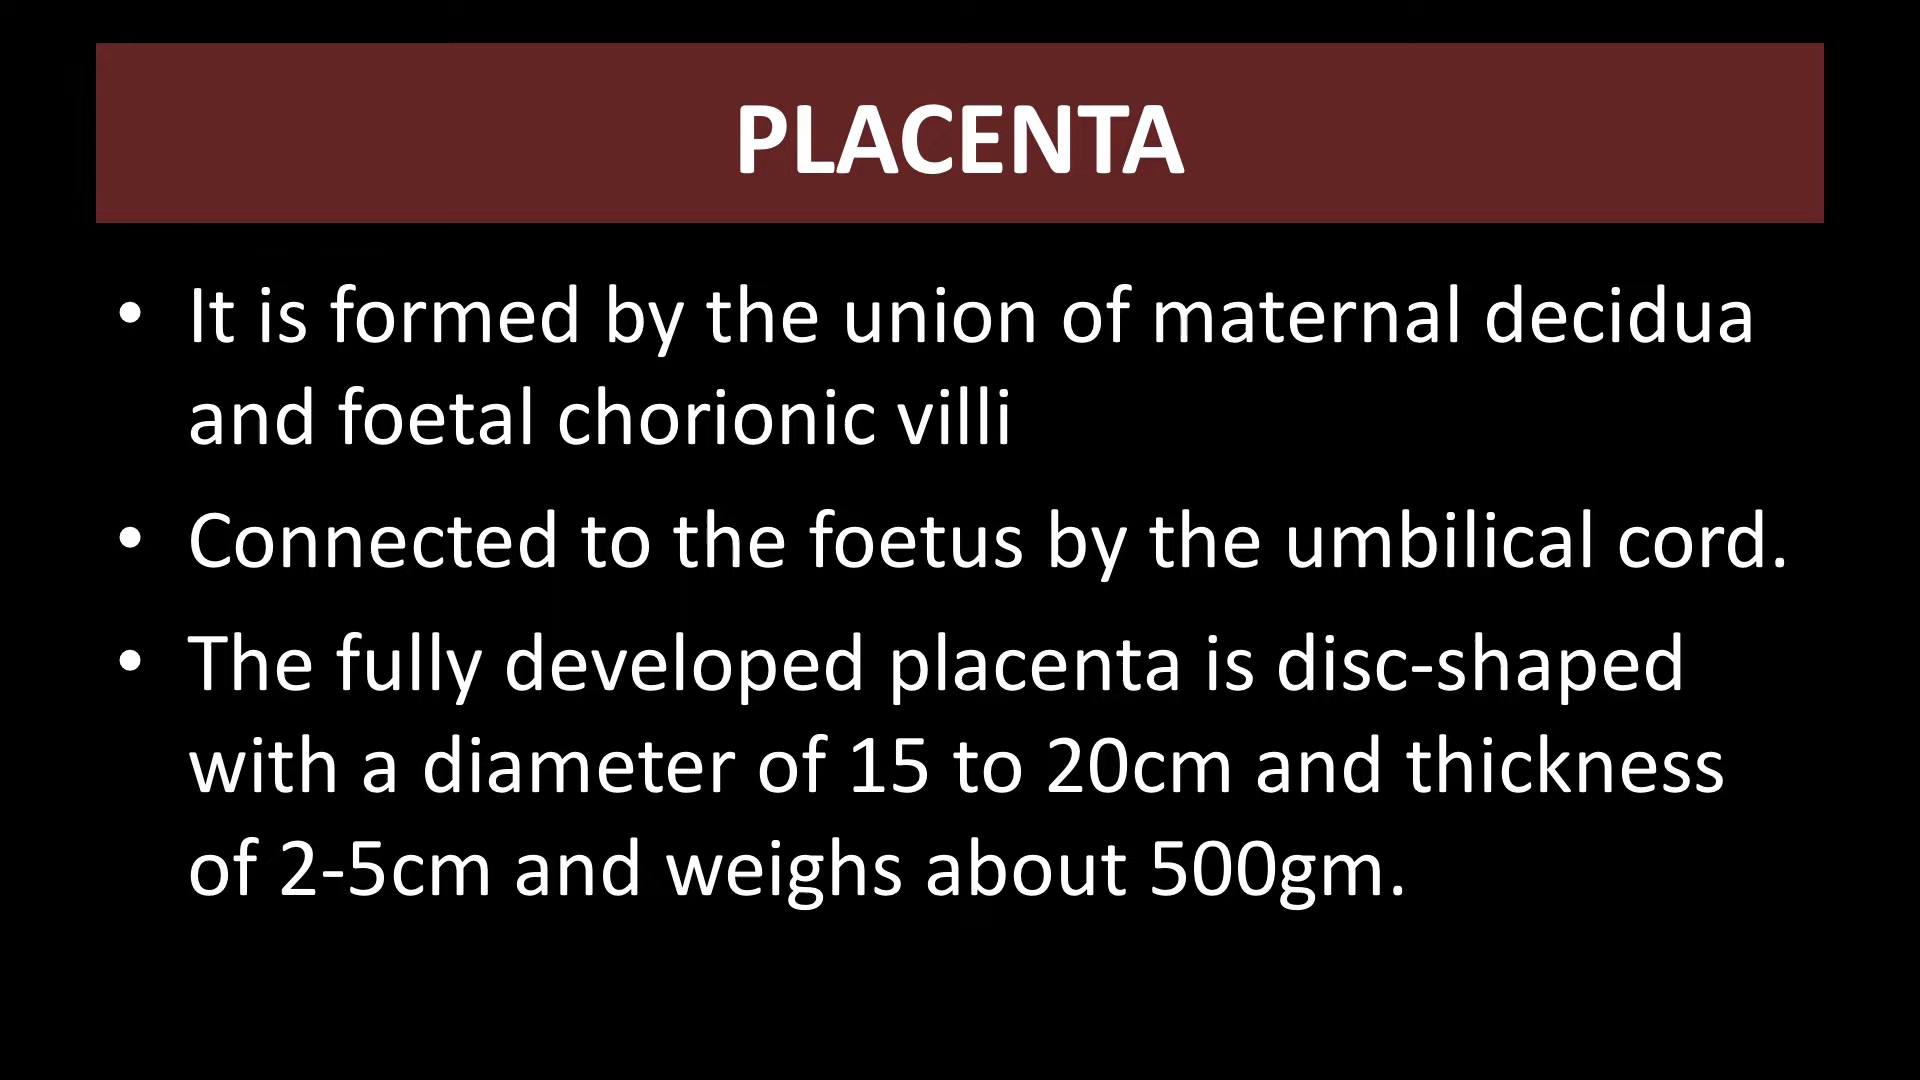 PLACENTA
• It is formed by the union of maternal decidua
and foetal chorionic villi
• Connected to the foetus by the umbilical cord.
• The fully developed placenta is disc-shaped
with a diameter of 15 to 20cm and thickness
of 2-5cm and weighs about 500gm.